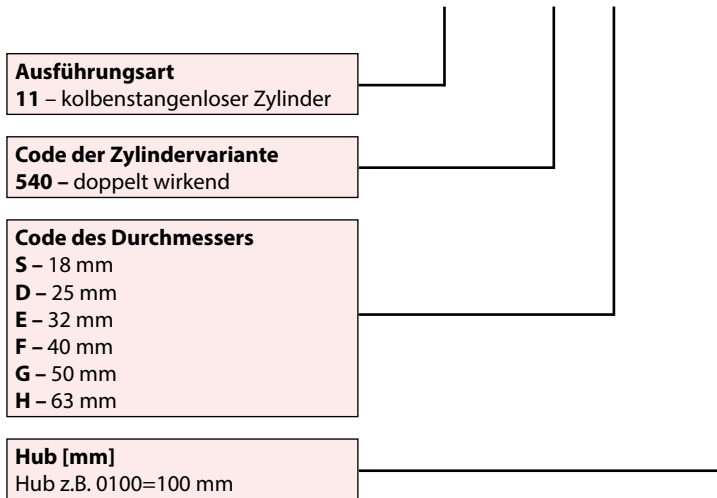 Ausführungsart
11 – kolbenstangenloser Zylinder
Code der Zylindervariante
540 – doppelt wirkend
Code des Durchmessers
S – 18 mm
D – 25 mm
E – 32 mm
F – 40 mm
G – 50 mm
H – 63 mm
Hub [mm]
Hub z.B. 0100=100 mm